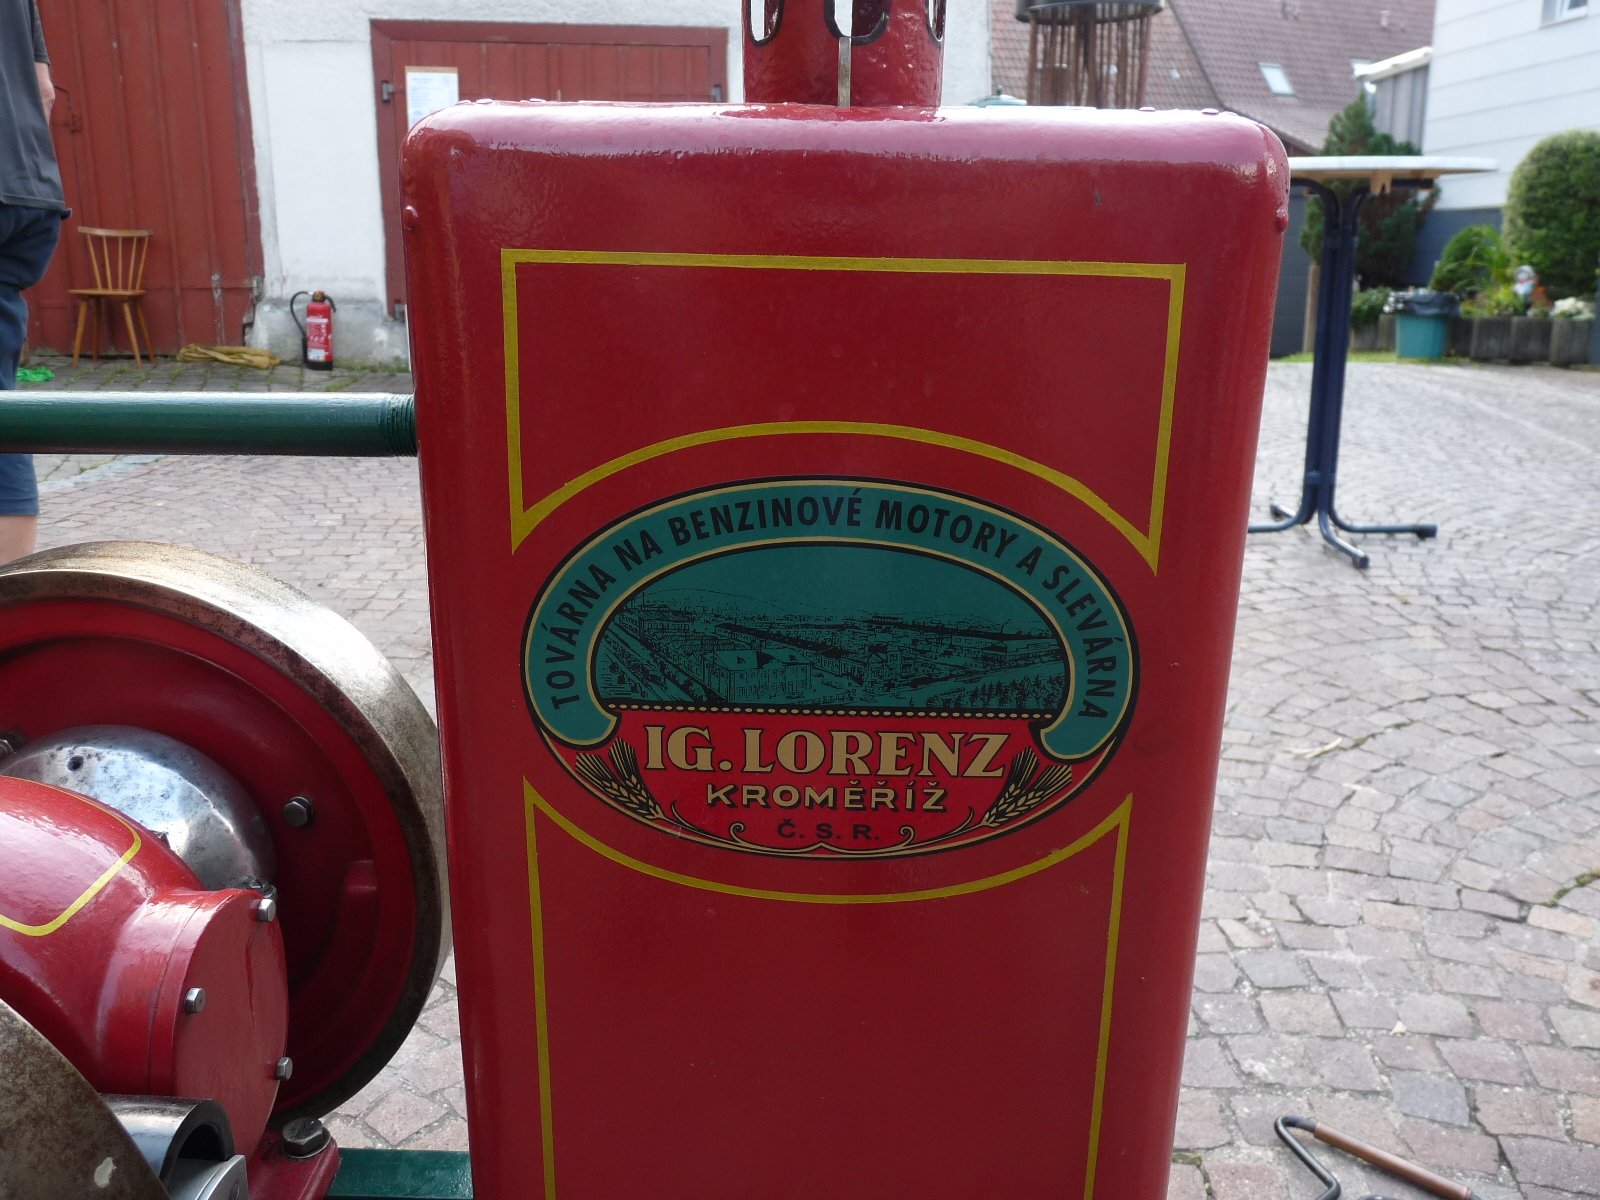 TOVÁRNA NA BENZINOVÉ MOTORY A SLEVÁRNA
IG. LORENZ
KROMĚŘÍŽ
Č. S. R.